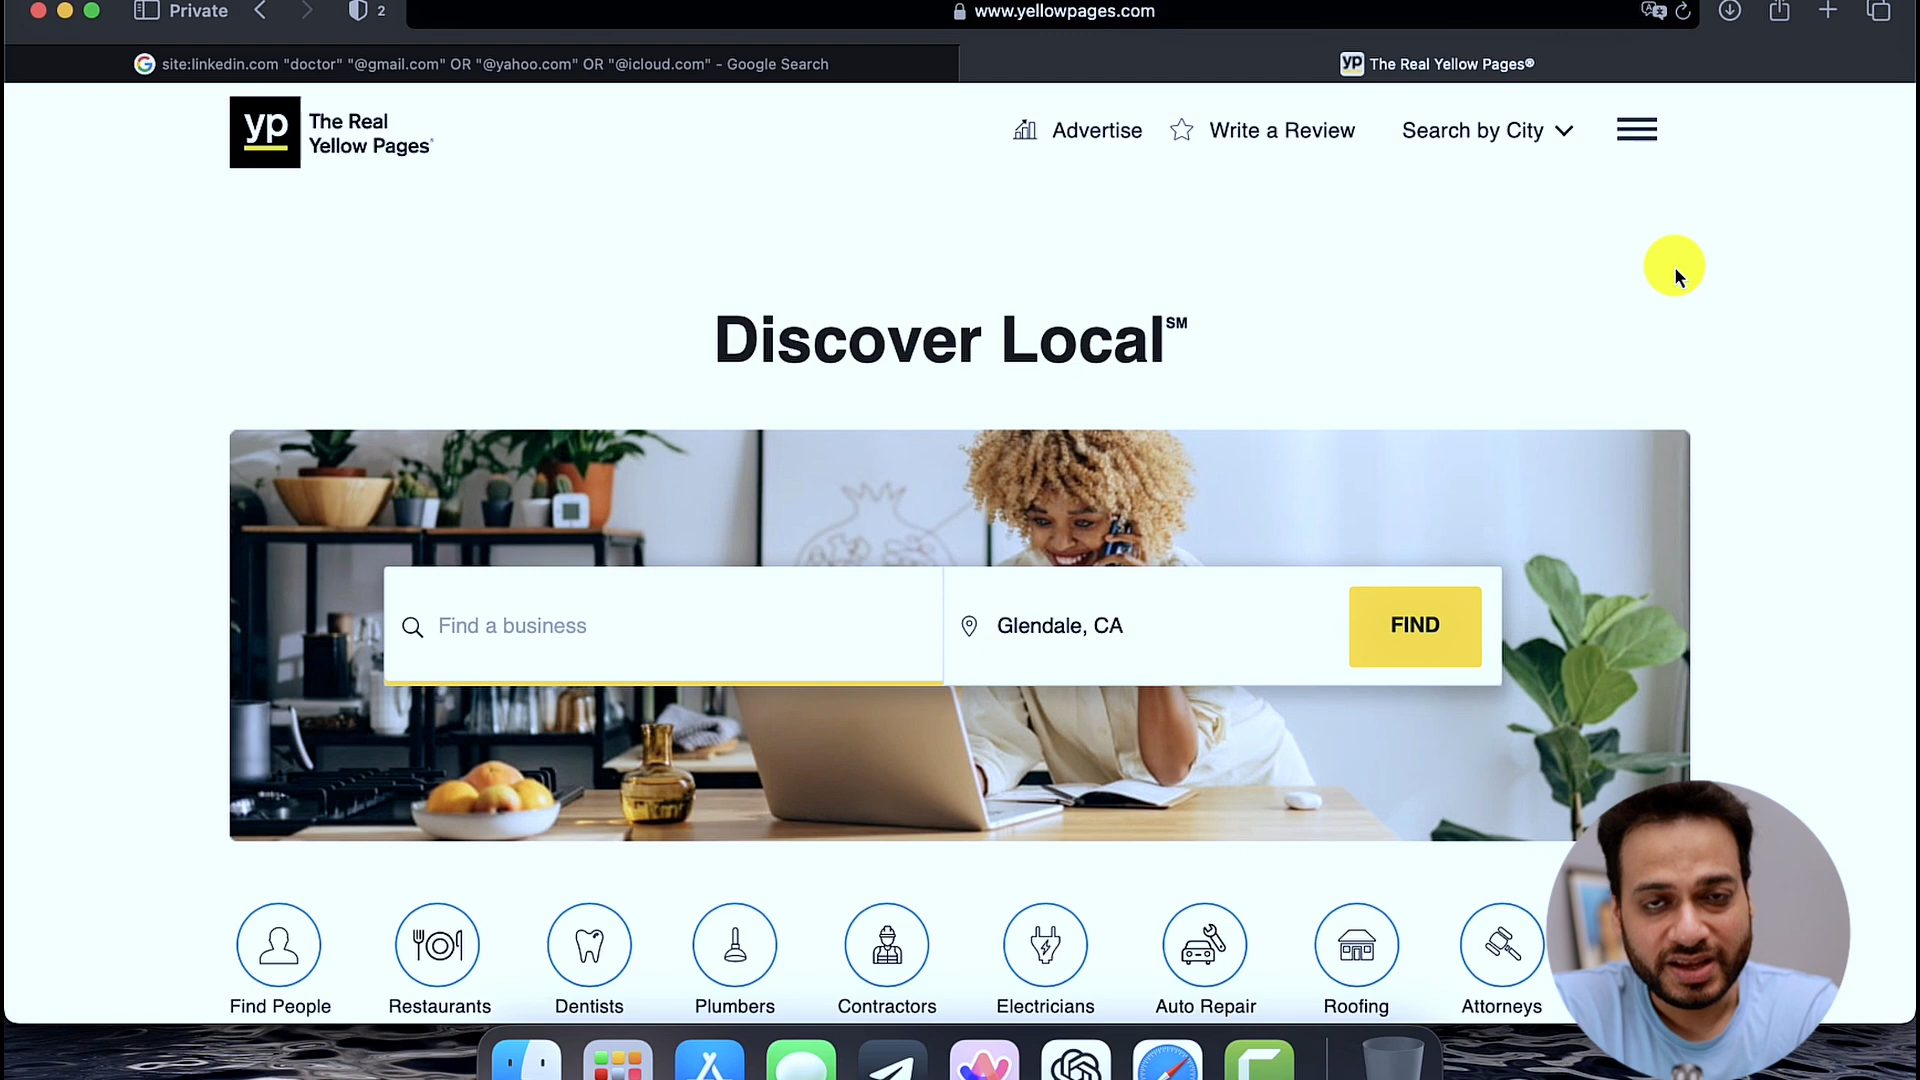 Private
2
www.yellowpages.com
site:linkedin.com "doctor" "@gmail.com" OR "@yahoo.com" OR "@icloud.com" - Google Search
yp The Real Yellow Pages®
yp
The Real
Yellow Pages®
Advertise
Write a Review
Search by City
Discover Local℠
Find a business
Glendale, CA
FIND
Find People
Restaurants
Dentists
Plumbers
Contractors
Electricians
Auto Repair
Roofing
Attorneys